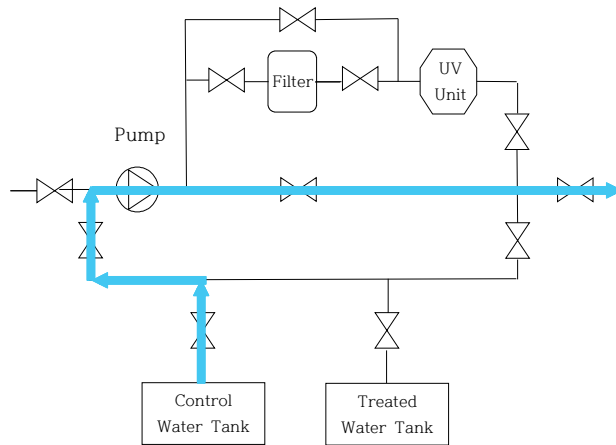 UV
Unit
Filter
Pump
Control
Water Tank
Treated
Water Tank